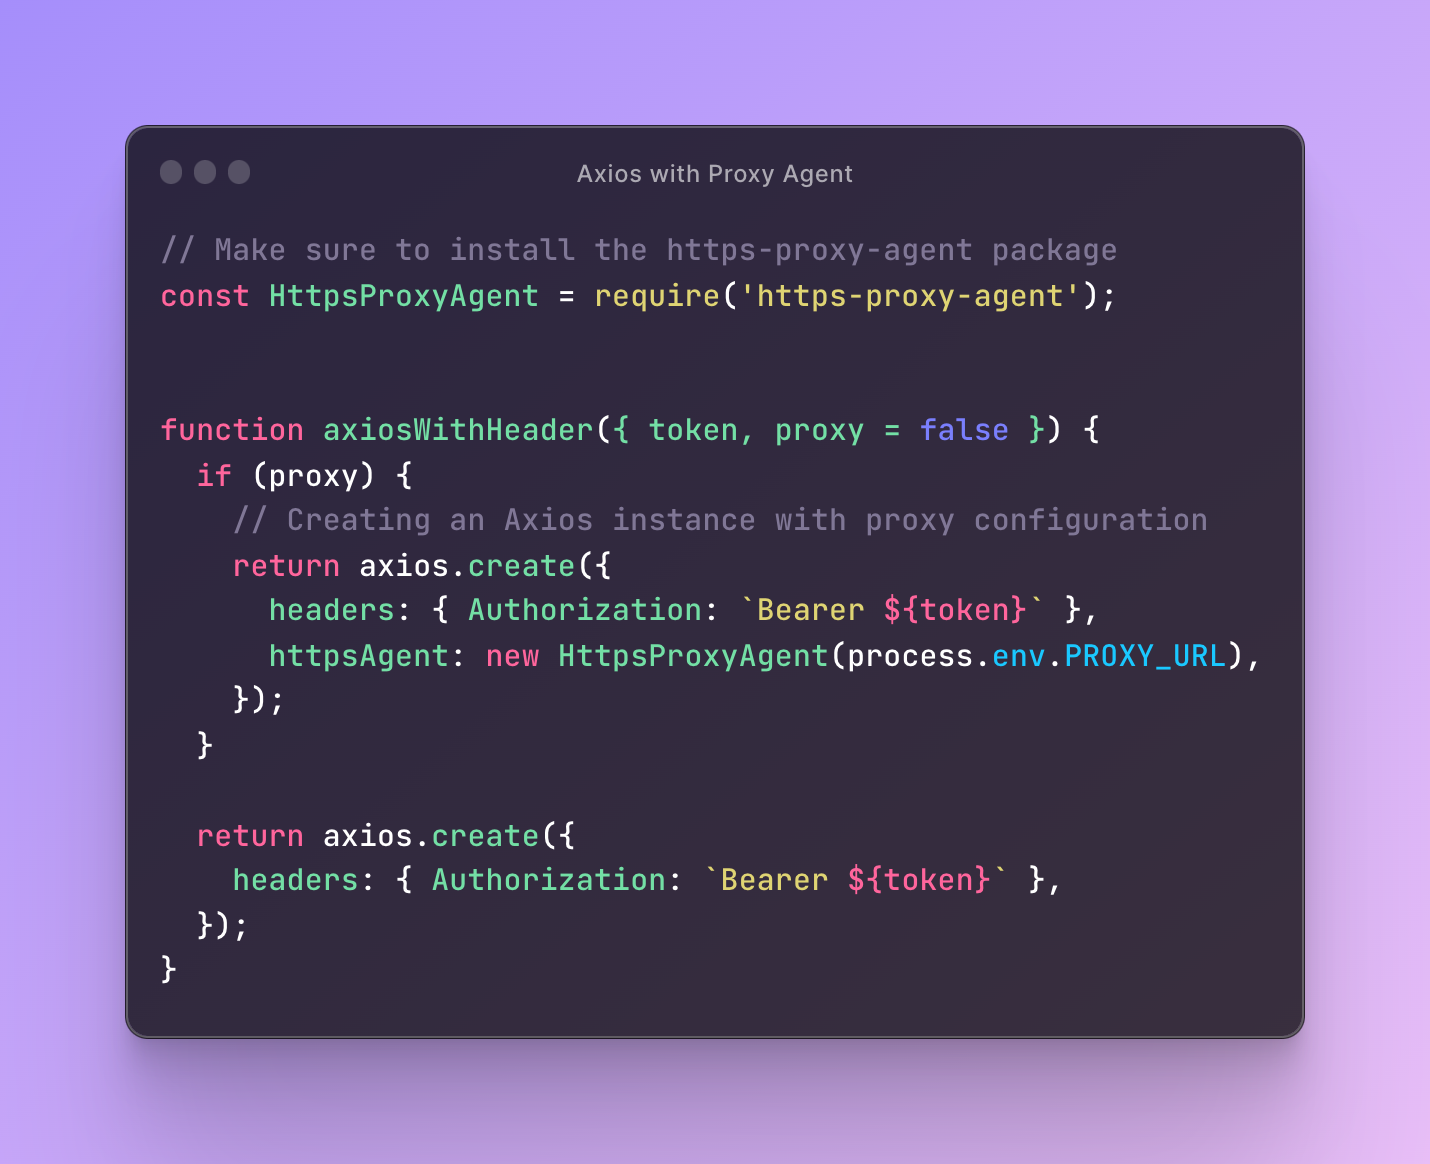 Axios with Proxy Agent
// Make sure to install the https-proxy-agent package
const HttpsProxyAgent = require('https-proxy-agent');
function axiosWithHeader({ token, proxy = false }) {
  if (proxy) {
    // Creating an Axios instance with proxy configuration
    return axios.create({
      headers: { Authorization: `Bearer ${token}` },
      httpsAgent: new HttpsProxyAgent(process.env.PROXY_URL),
    });
  }
  return axios.create({
    headers: { Authorization: `Bearer ${token}` },
  });
}